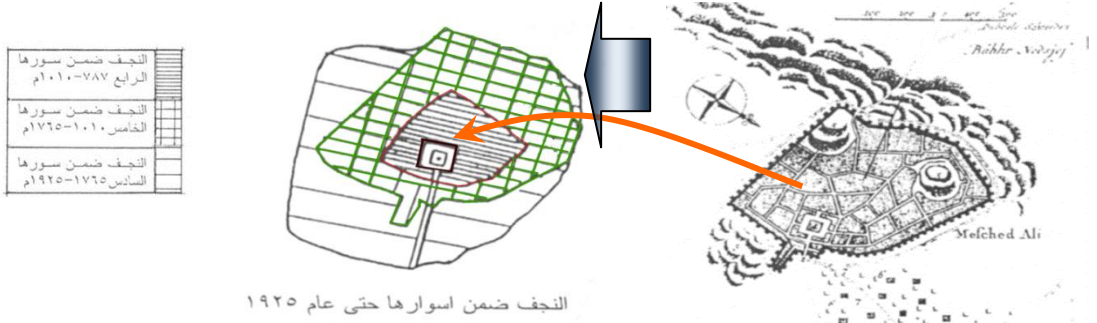 النجف ضمن سورها
الرابع ٧٨٧-١٠١٠م
النجف ضمن سورها
الخامس ١٠١٠-١٧٦٥م
النجف ضمن سورها
السادس ١٧٦٥-١٩٢٥م
النجف ضمن اسوارها حتى عام ١٩٢٥
Meſched Ali